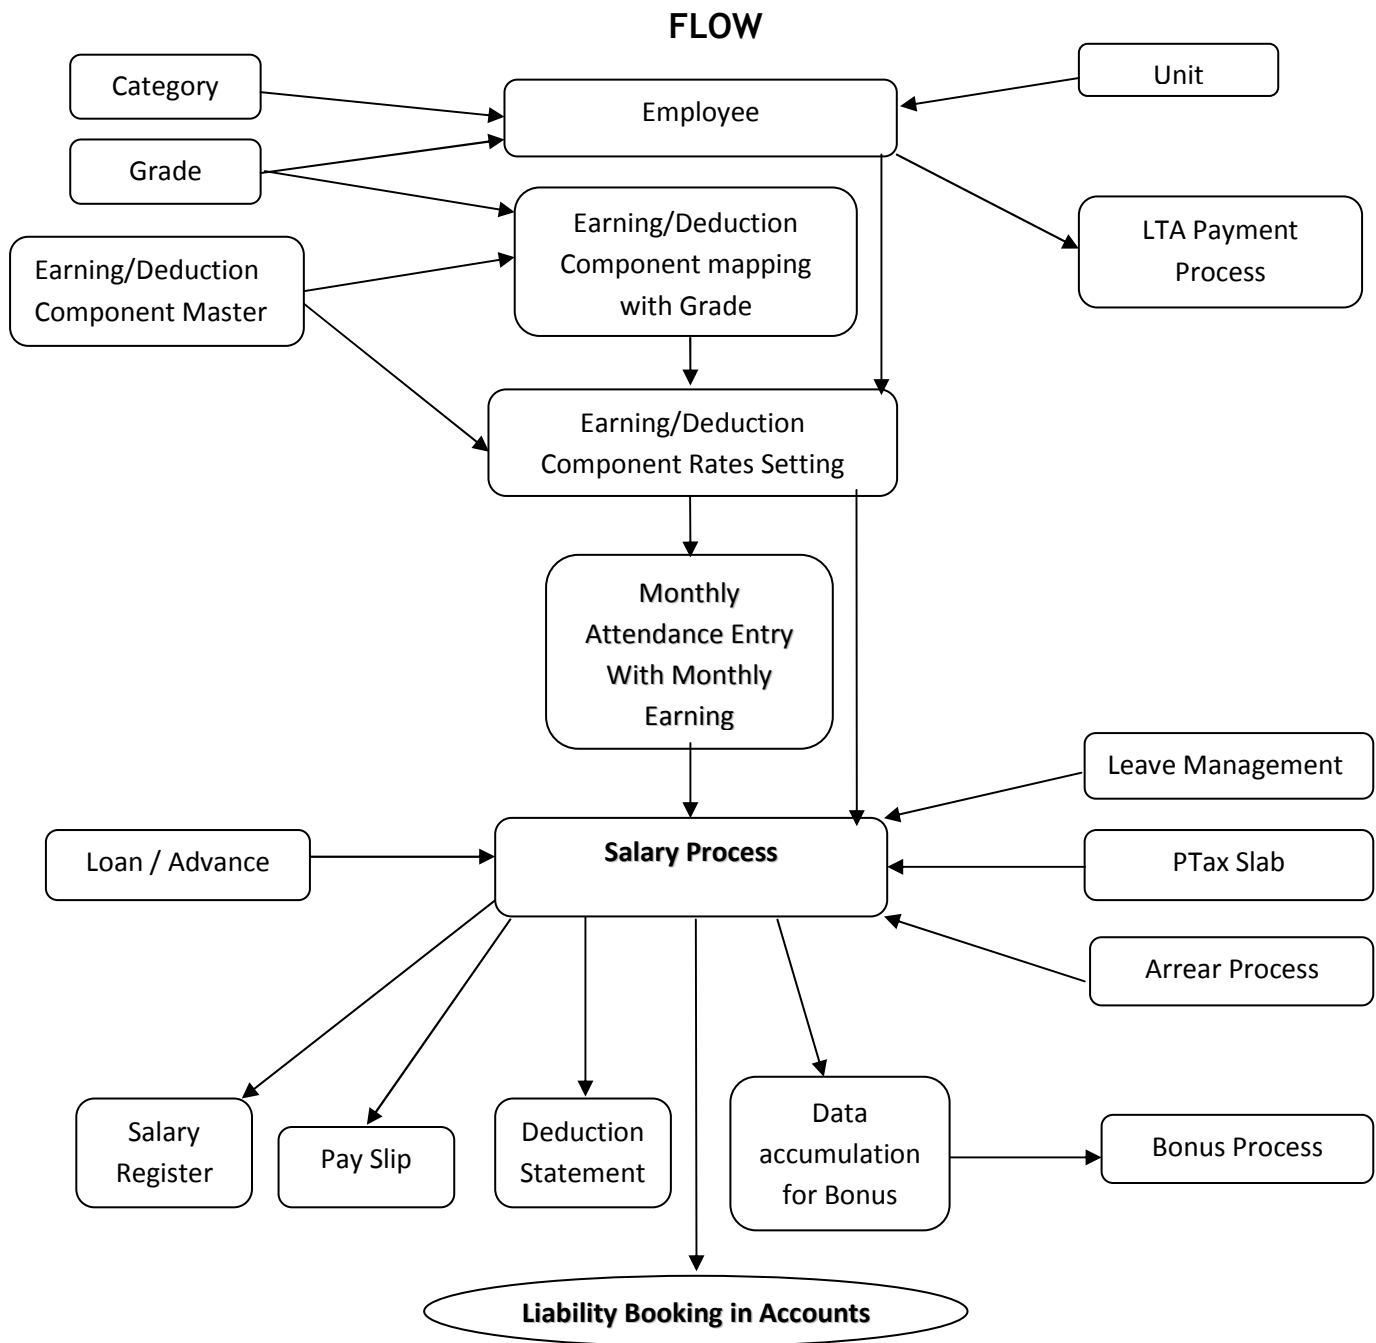 FLOW
Category
Employee
Unit
Grade
Earning/Deduction
Component mapping
with Grade
LTA Payment
Process
Earning/Deduction
Component Master
Earning/Deduction
Component Rates Setting
Monthly
Attendance Entry
With Monthly
Earning
Leave Management
Loan / Advance
Salary Process
PTax Slab
Arrear Process
Salary
Register
Pay Slip
Deduction
Statement
Data
accumulation
for Bonus
Bonus Process
Liability Booking in Accounts